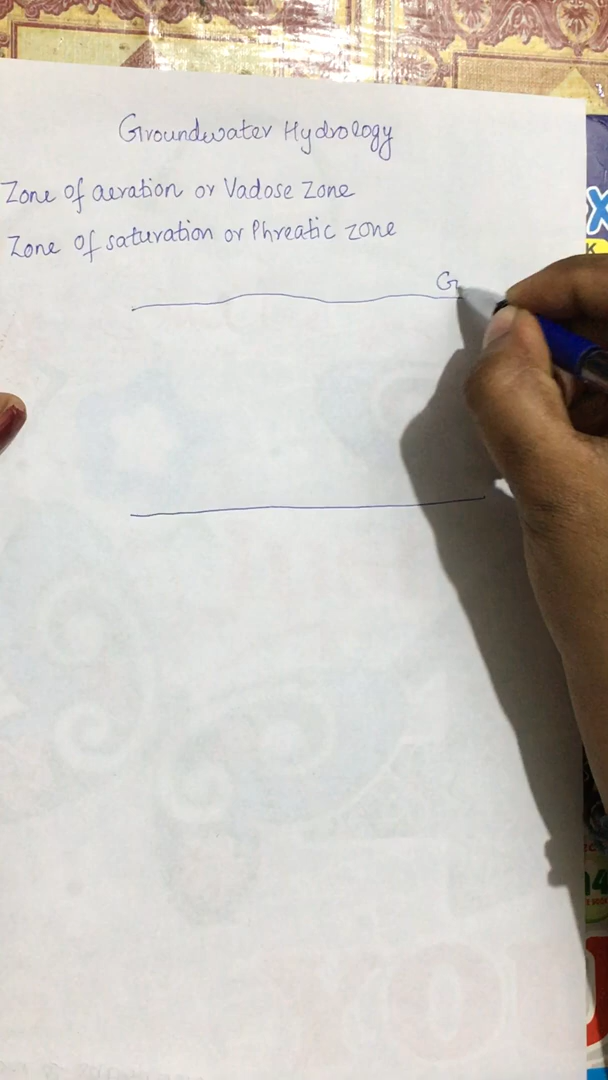 Groundwater Hydrology
Zone of aeration or Vadose Zone
Zone of saturation or Phreatic zone
G
X
K